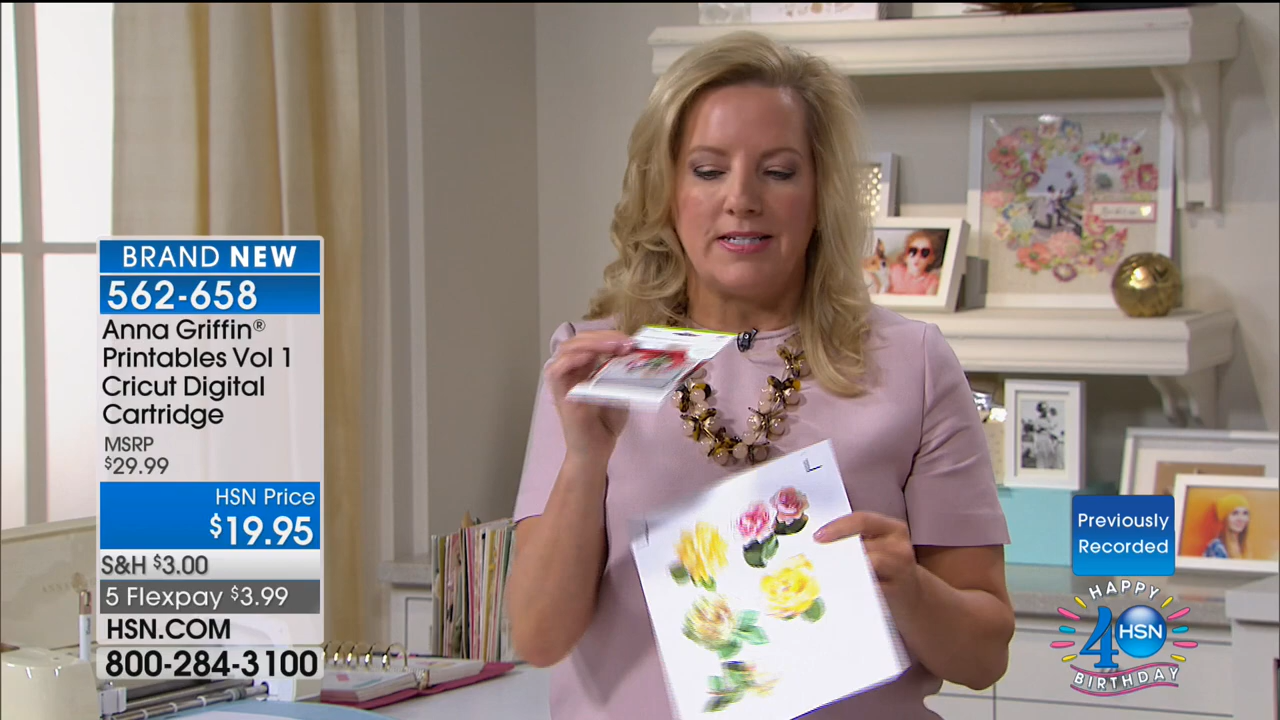 BRAND NEW
562-658
Anna Griffin®
Printables Vol 1
Cricut Digital
Cartridge
MSRP
$29.99
HSN Price
$19.95
S&H $3.00
5 Flexpay $3.99
HSN.COM
800-284-3100
Previously
Recorded
HAPPY
40 HSN
BIRTHDAY